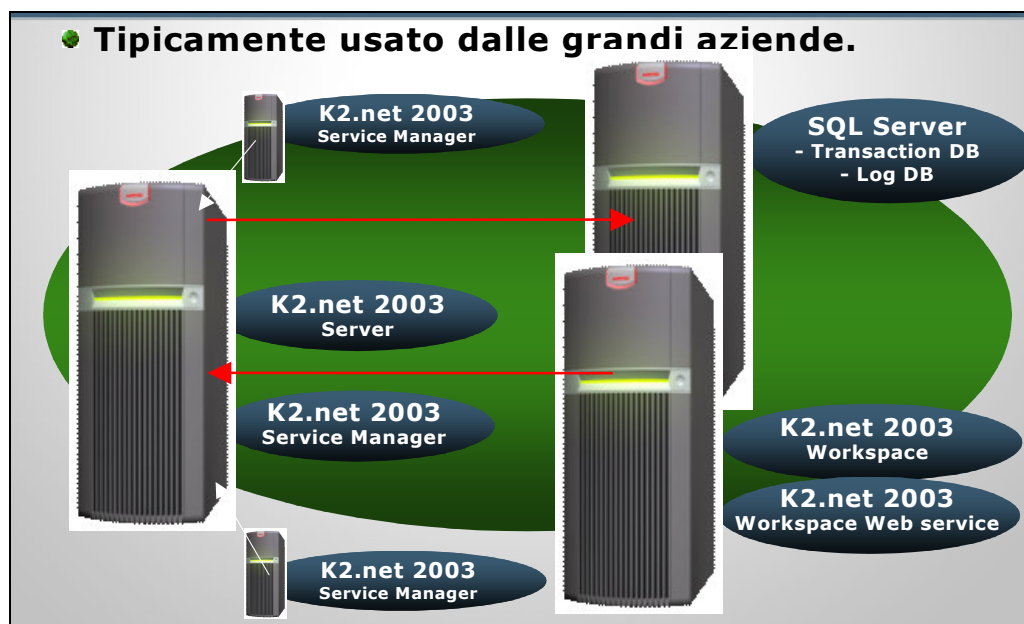 Tipicamente usato dalle grandi aziende.
K2.net 2003
Service Manager
SQL Server
- Transaction DB
- Log DB
K2.net 2003
Server
K2.net 2003
Service Manager
K2.net 2003
Workspace
K2.net 2003
Workspace Web service
K2.net 2003
Service Manager